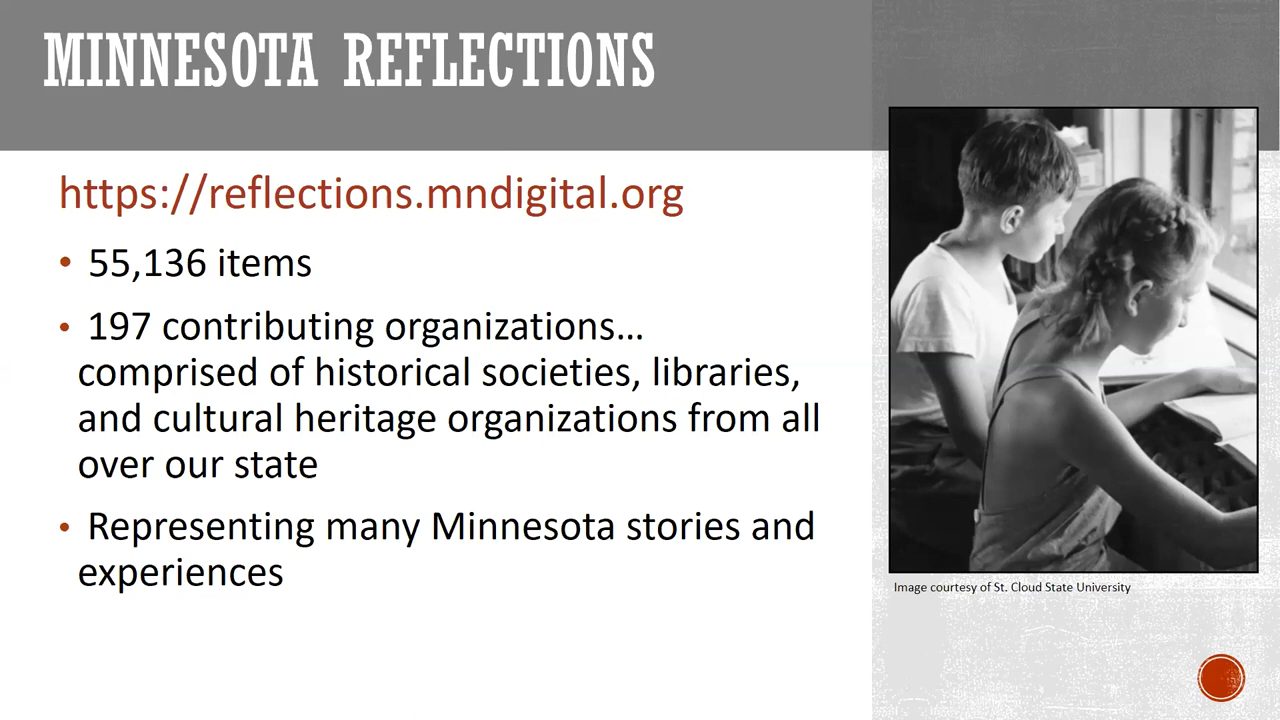 MINNESOTA REFLECTIONS
https://reflections.mndigital.org
• 55,136 items
• 197 contributing organizations…
comprised of historical societies, libraries,
and cultural heritage organizations from all
over our state
• Representing many Minnesota stories and
experiences
Image courtesy of St. Cloud State University